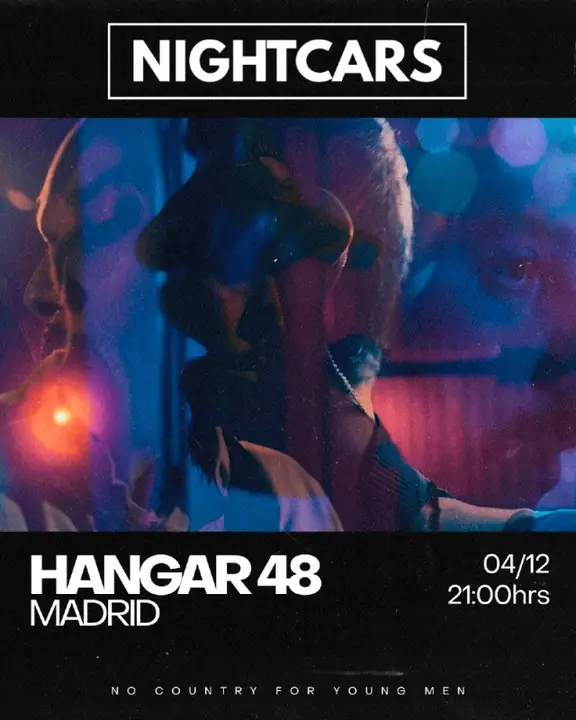 NIGHTCARS
HANGAR 48
MADRID
04/12
21:00hrs
NO COUNTRY FOR YOUNG MEN